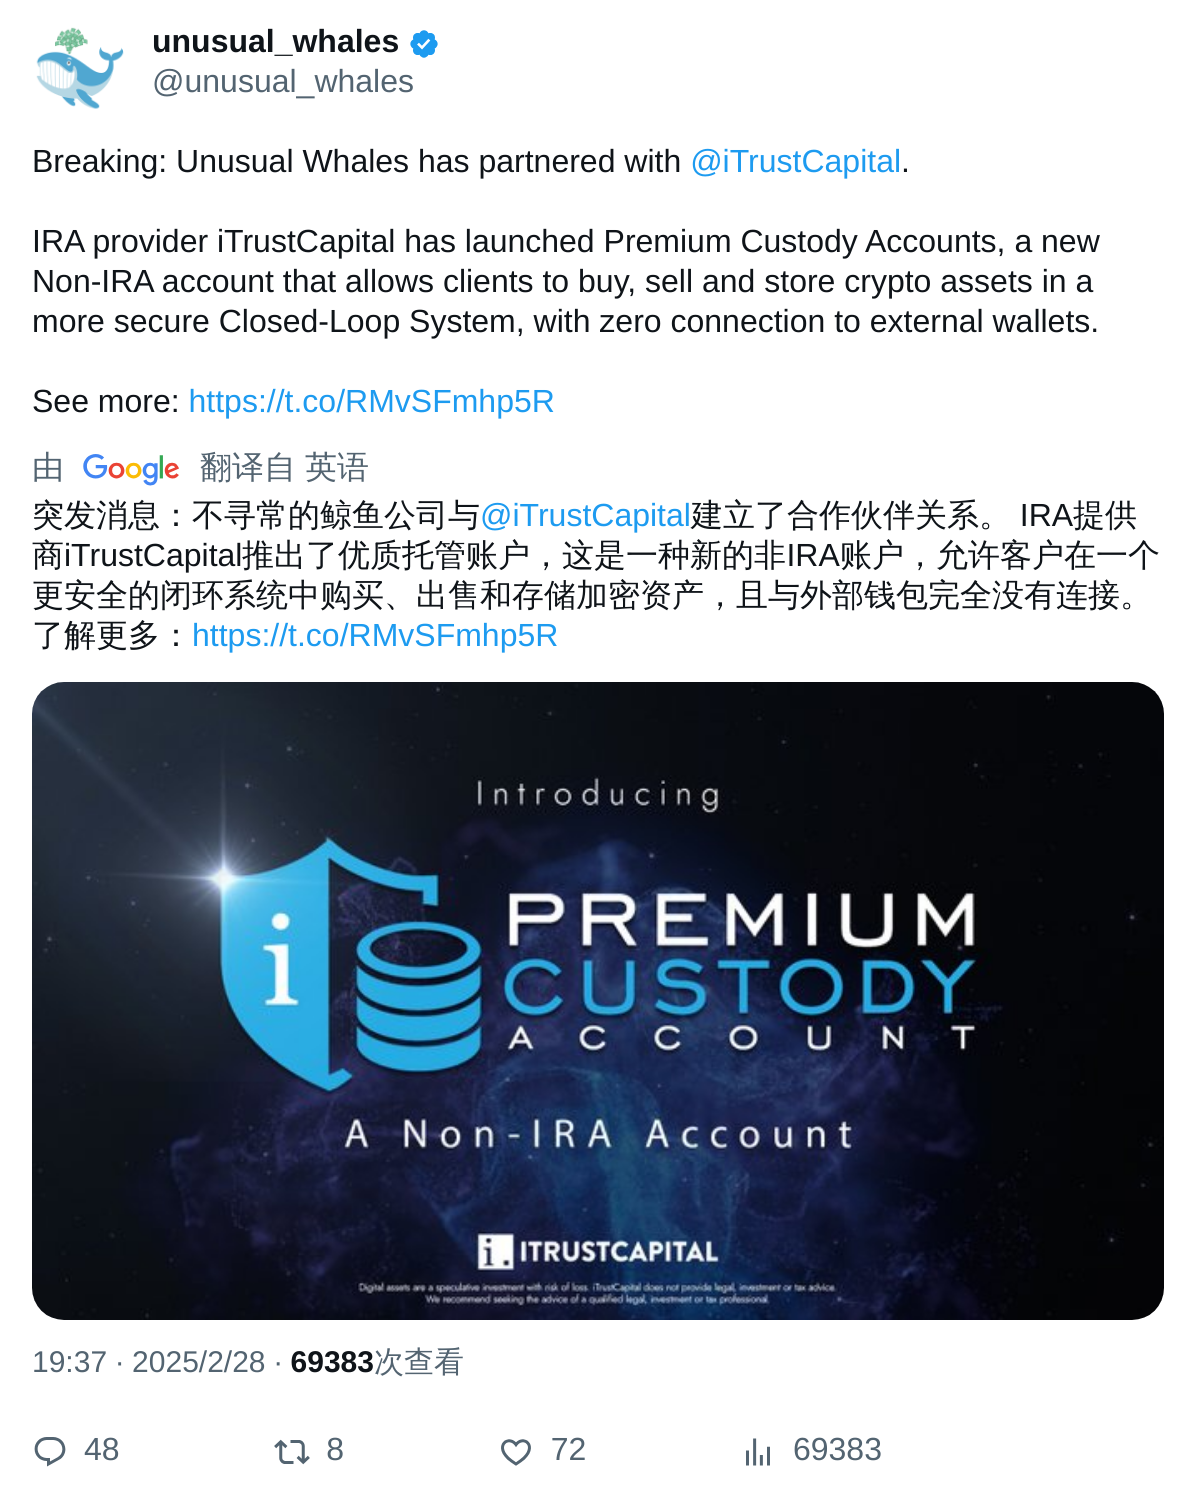 unusual_whales
@unusual_whales
Breaking: Unusual Whales has partnered with @iTrustCapital.
IRA provider iTrustCapital has launched Premium Custody Accounts, a new
Non-IRA account that allows clients to buy, sell and store crypto assets in a
more secure Closed-Loop System, with zero connection to external wallets.
See more: https://t.co/RMvSFmhp5R
由 Google 翻译自 英语
突发消息：不寻常的鲸鱼公司与@iTrustCapital建立了合作伙伴关系。 IRA提供
商iTrustCapital推出了优质托管账户，这是一种新的非IRA账户，允许客户在一个
更安全的闭环系统中购买、出售和存储加密资产，且与外部钱包完全没有连接。
了解更多：https://t.co/RMvSFmhp5R
Introducing
i
PREMIUM
CUSTODY
ACCOUNT
A Non-IRA Account
i. ITRUSTCAPITAL
Digital assets are a speculative investment with risk of loss. iTrustCapital does not provide legal, investment or tax advice.
We recommend seeking the advice of a qualified legal, investment or tax professional.
19:37 · 2025/2/28 · 69383次查看
48 8 72 69383